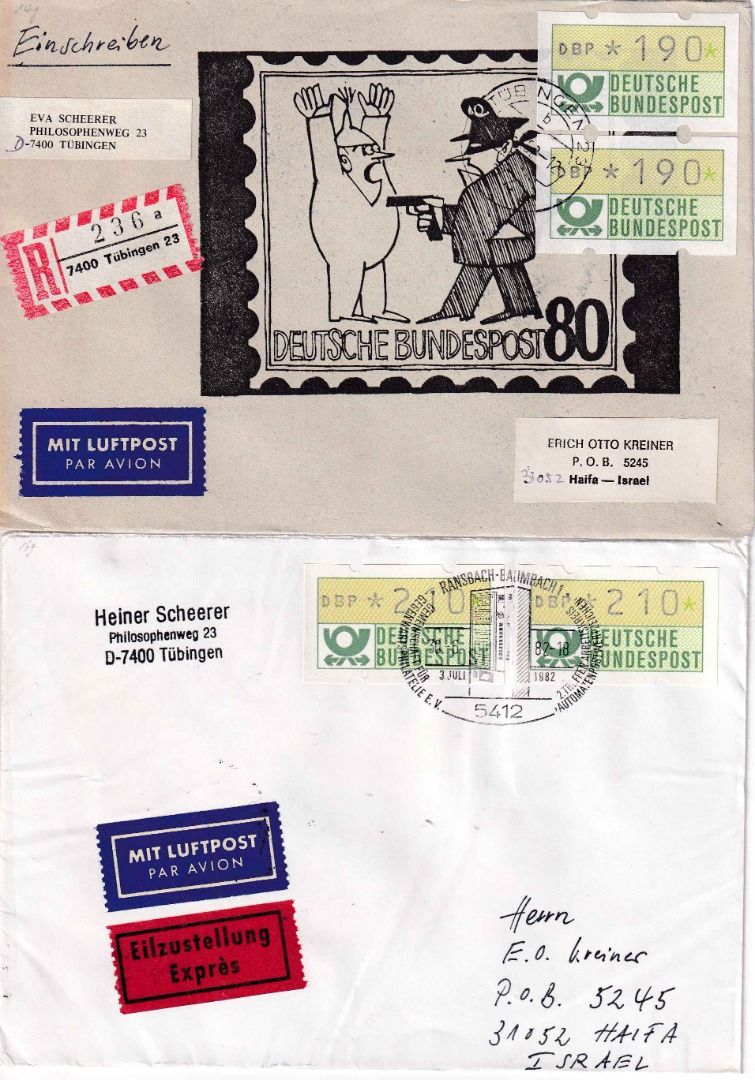 Einschreiben
EVA SCHEERER
PHILOSOPHENWEG 23
D-7400 TÜBINGEN
R
236 a
7400 Tübingen 23
DBP *190*
DEUTSCHE
BUNDESPOST
DBP *190*
DEUTSCHE
BUNDESPOST
TÜBINGEN 23
b
DEUTSCHE BUNDESPOST 80
MIT LUFTPOST
PAR AVION
ERICH OTTO KREINER
P. O. B. 5245
31052 Haifa — Israel
Heiner Scheerer
Philosophenweg 23
D-7400 Tübingen
DBP *210*
DEUTSCHE
BUNDESPOST
DBP *210*
DEUTSCHE
BUNDESPOST
RANSBACH-BAUMBACH 1
3. JULI 1982
5412
MIT LUFTPOST
PAR AVION
Eilzustellung
Exprès
Herrn
E.O. Kreiner
P.O.B. 5245
31052 HAIFA
ISRAEL